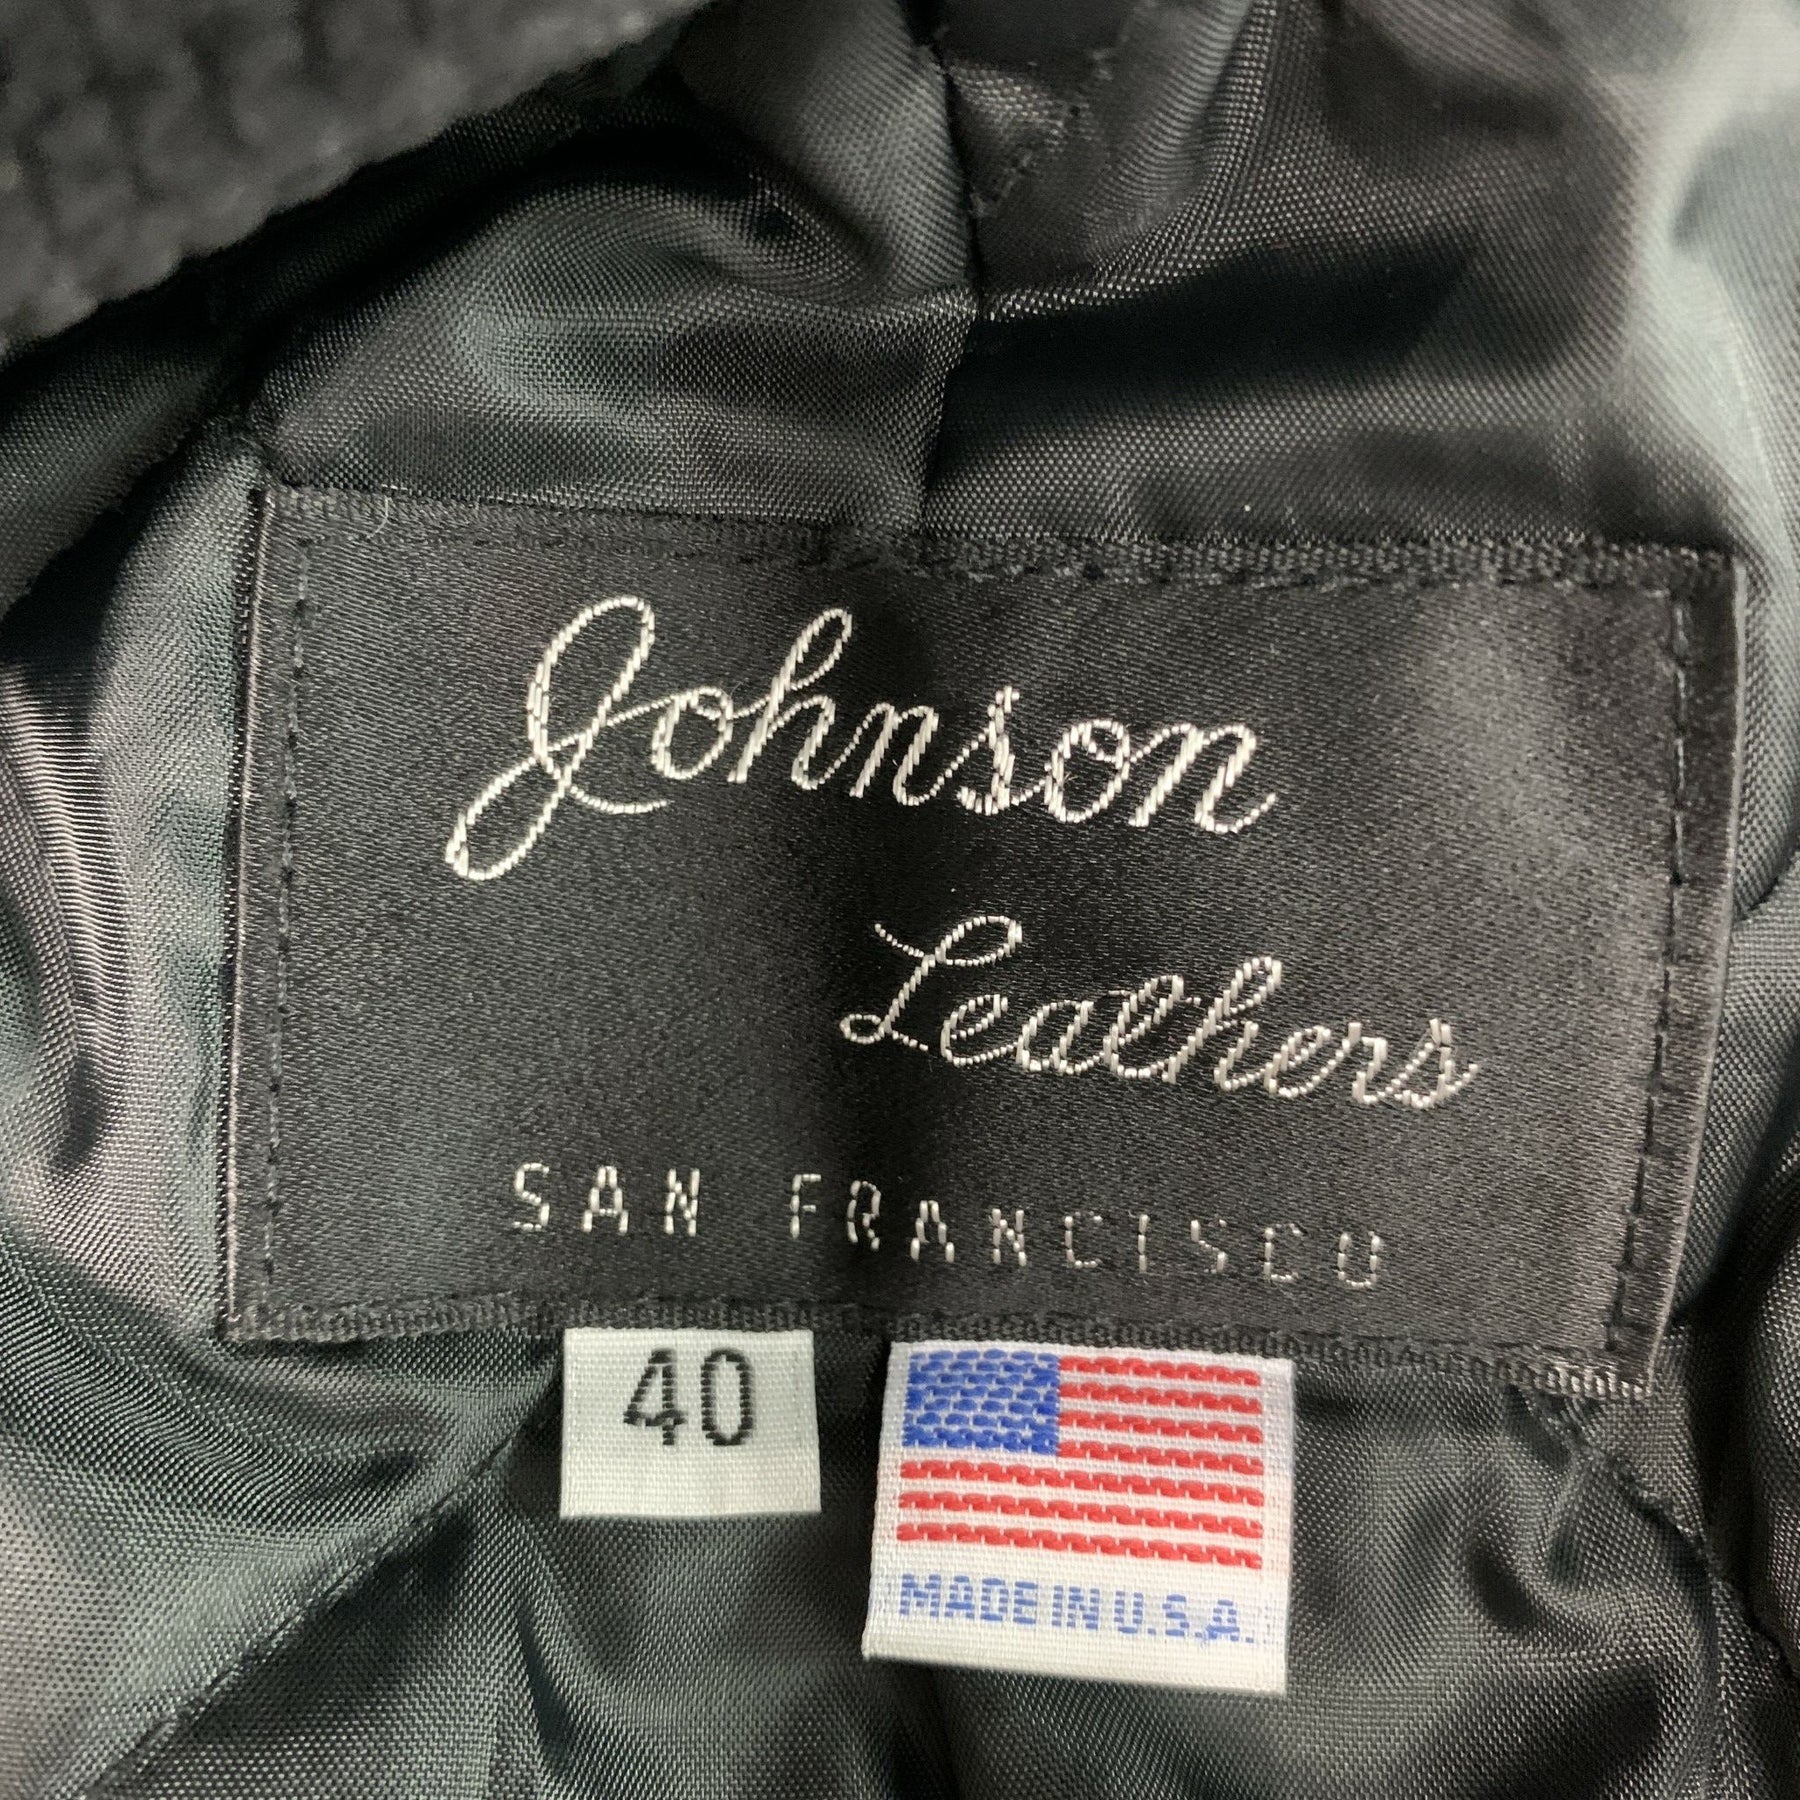 Johnson
Leathers
SAN FRANCISCO
40
MADE IN U.S.A.